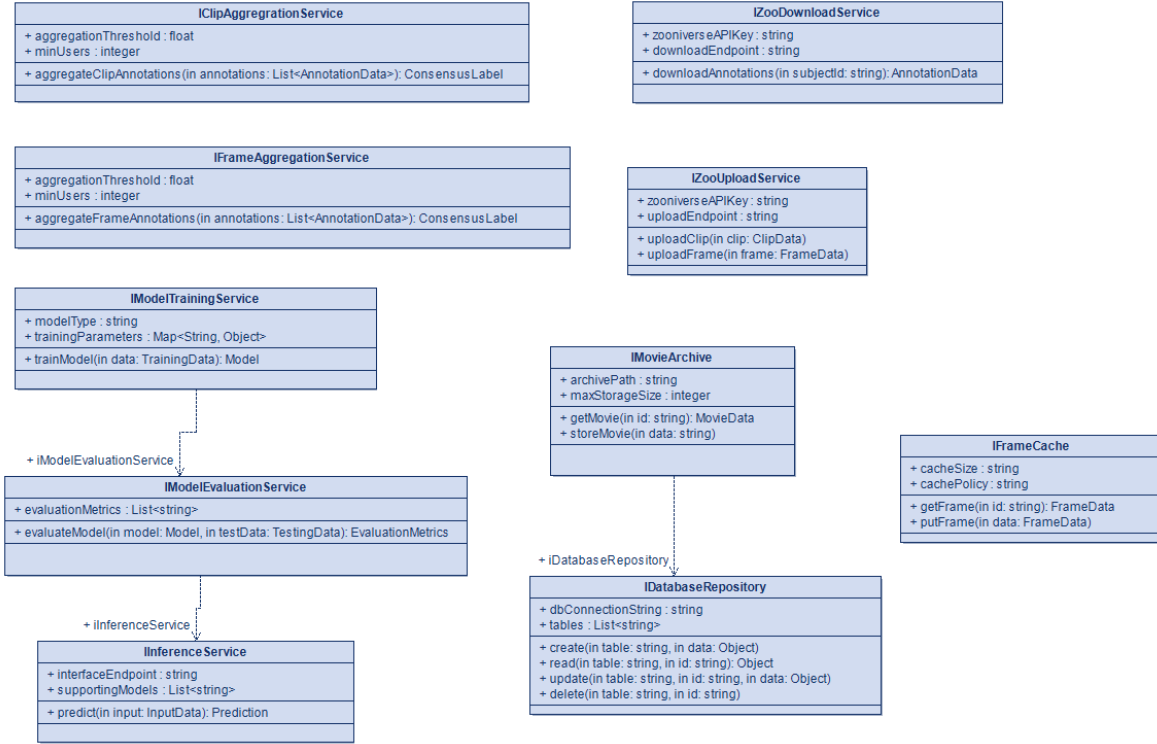 IClipAggregrationService
+ aggregationThreshold : float
+ minUsers : integer
+ aggregateClipAnnotations(in annotations: List<AnnotationData>): ConsensusLabel
IZooDownloadService
+ zooniverseAPIKey : string
+ downloadEndpoint : string
+ downloadAnnotations(in subjectId: string): AnnotationData
IFrameAggregationService
+ aggregationThreshold : float
+ minUsers : integer
+ aggregateFrameAnnotations(in annotations: List<AnnotationData>): ConsensusLabel
IZooUploadService
+ zooniverseAPIKey : string
+ uploadEndpoint : string
+ uploadClip(in clip: ClipData)
+ uploadFrame(in frame: FrameData)
IModelTrainingService
+ modelType : string
+ trainingParameters : Map<String, Object>
+ trainModel(in data: TrainingData): Model
IMovieArchive
+ archivePath : string
+ maxStorageSize : integer
+ getMovie(in id: string): MovieData
+ storeMovie(in data: string)
IFrameCache
+ cacheSize : string
+ cachePolicy : string
+ getFrame(in id: string): FrameData
+ putFrame(in data: FrameData)
+ iModelEvaluationService
IModelEvaluationService
+ evaluationMetrics : List<string>
+ evaluateModel(in model: Model, in testData: TestingData): EvaluationMetrics
+ iDatabaseRepository
IDatabaseRepository
+ dbConnectionString : string
+ tables : List<string>
+ create(in table: string, in data: Object)
+ read(in table: string, in id: string): Object
+ update(in table: string, in id: string, in data: Object)
+ delete(in table: string, in id: string)
+ iInferenceService
IInferenceService
+ interfaceEndpoint : string
+ supportingModels : List<string>
+ predict(in input: InputData): Prediction